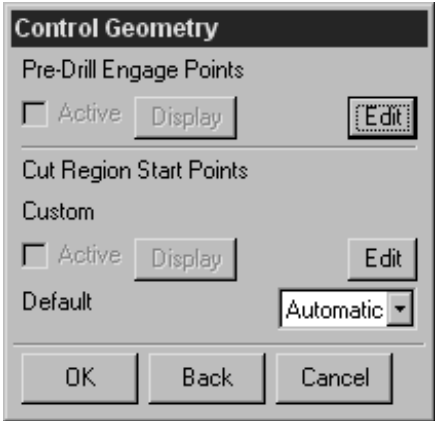 Control Geometry
Pre-Drill Engage Points
Active Display Edit
Cut Region Start Points
Custom
Active Display Edit
Default Automatic
OK Back Cancel